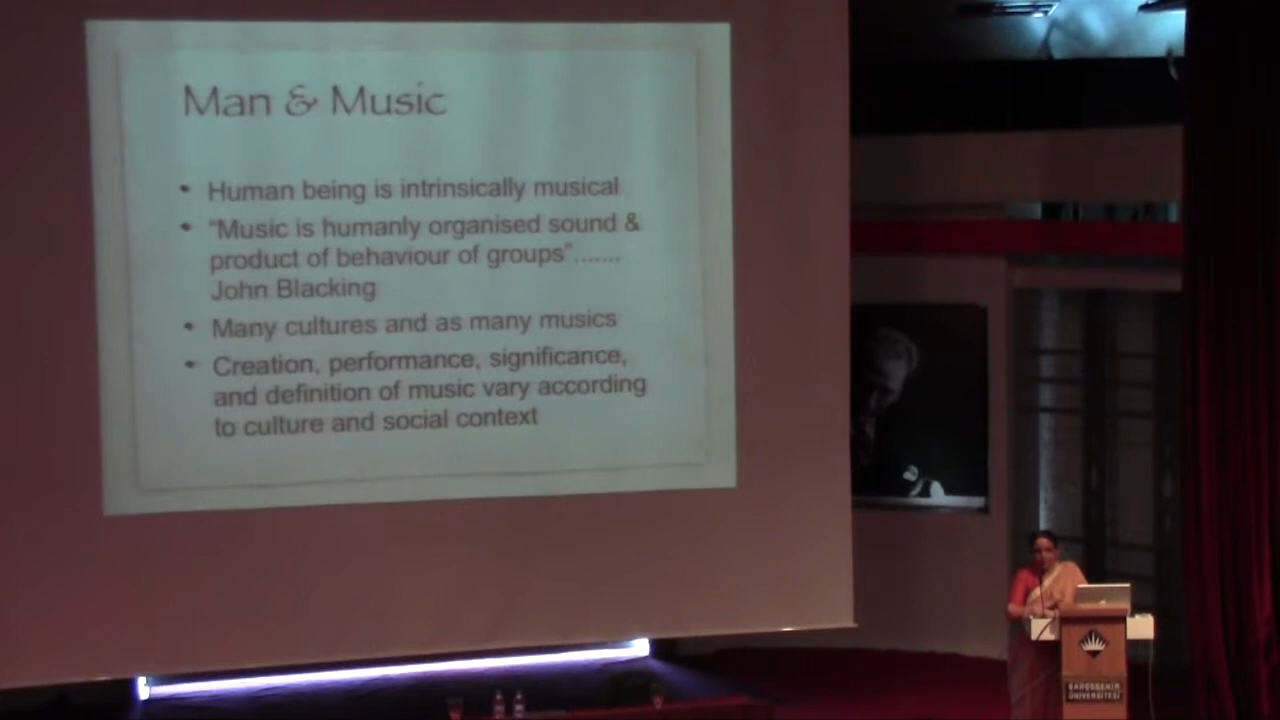 Man & Music
• Human being is intrinsically musical
• "Music is humanly organised sound &
product of behaviour of groups".......
John Blacking
• Many cultures and as many musics
• Creation, performance, significance,
and definition of music vary according
to culture and social context
BAHÇEŞEHİR
ÜNİVERSİTESİ